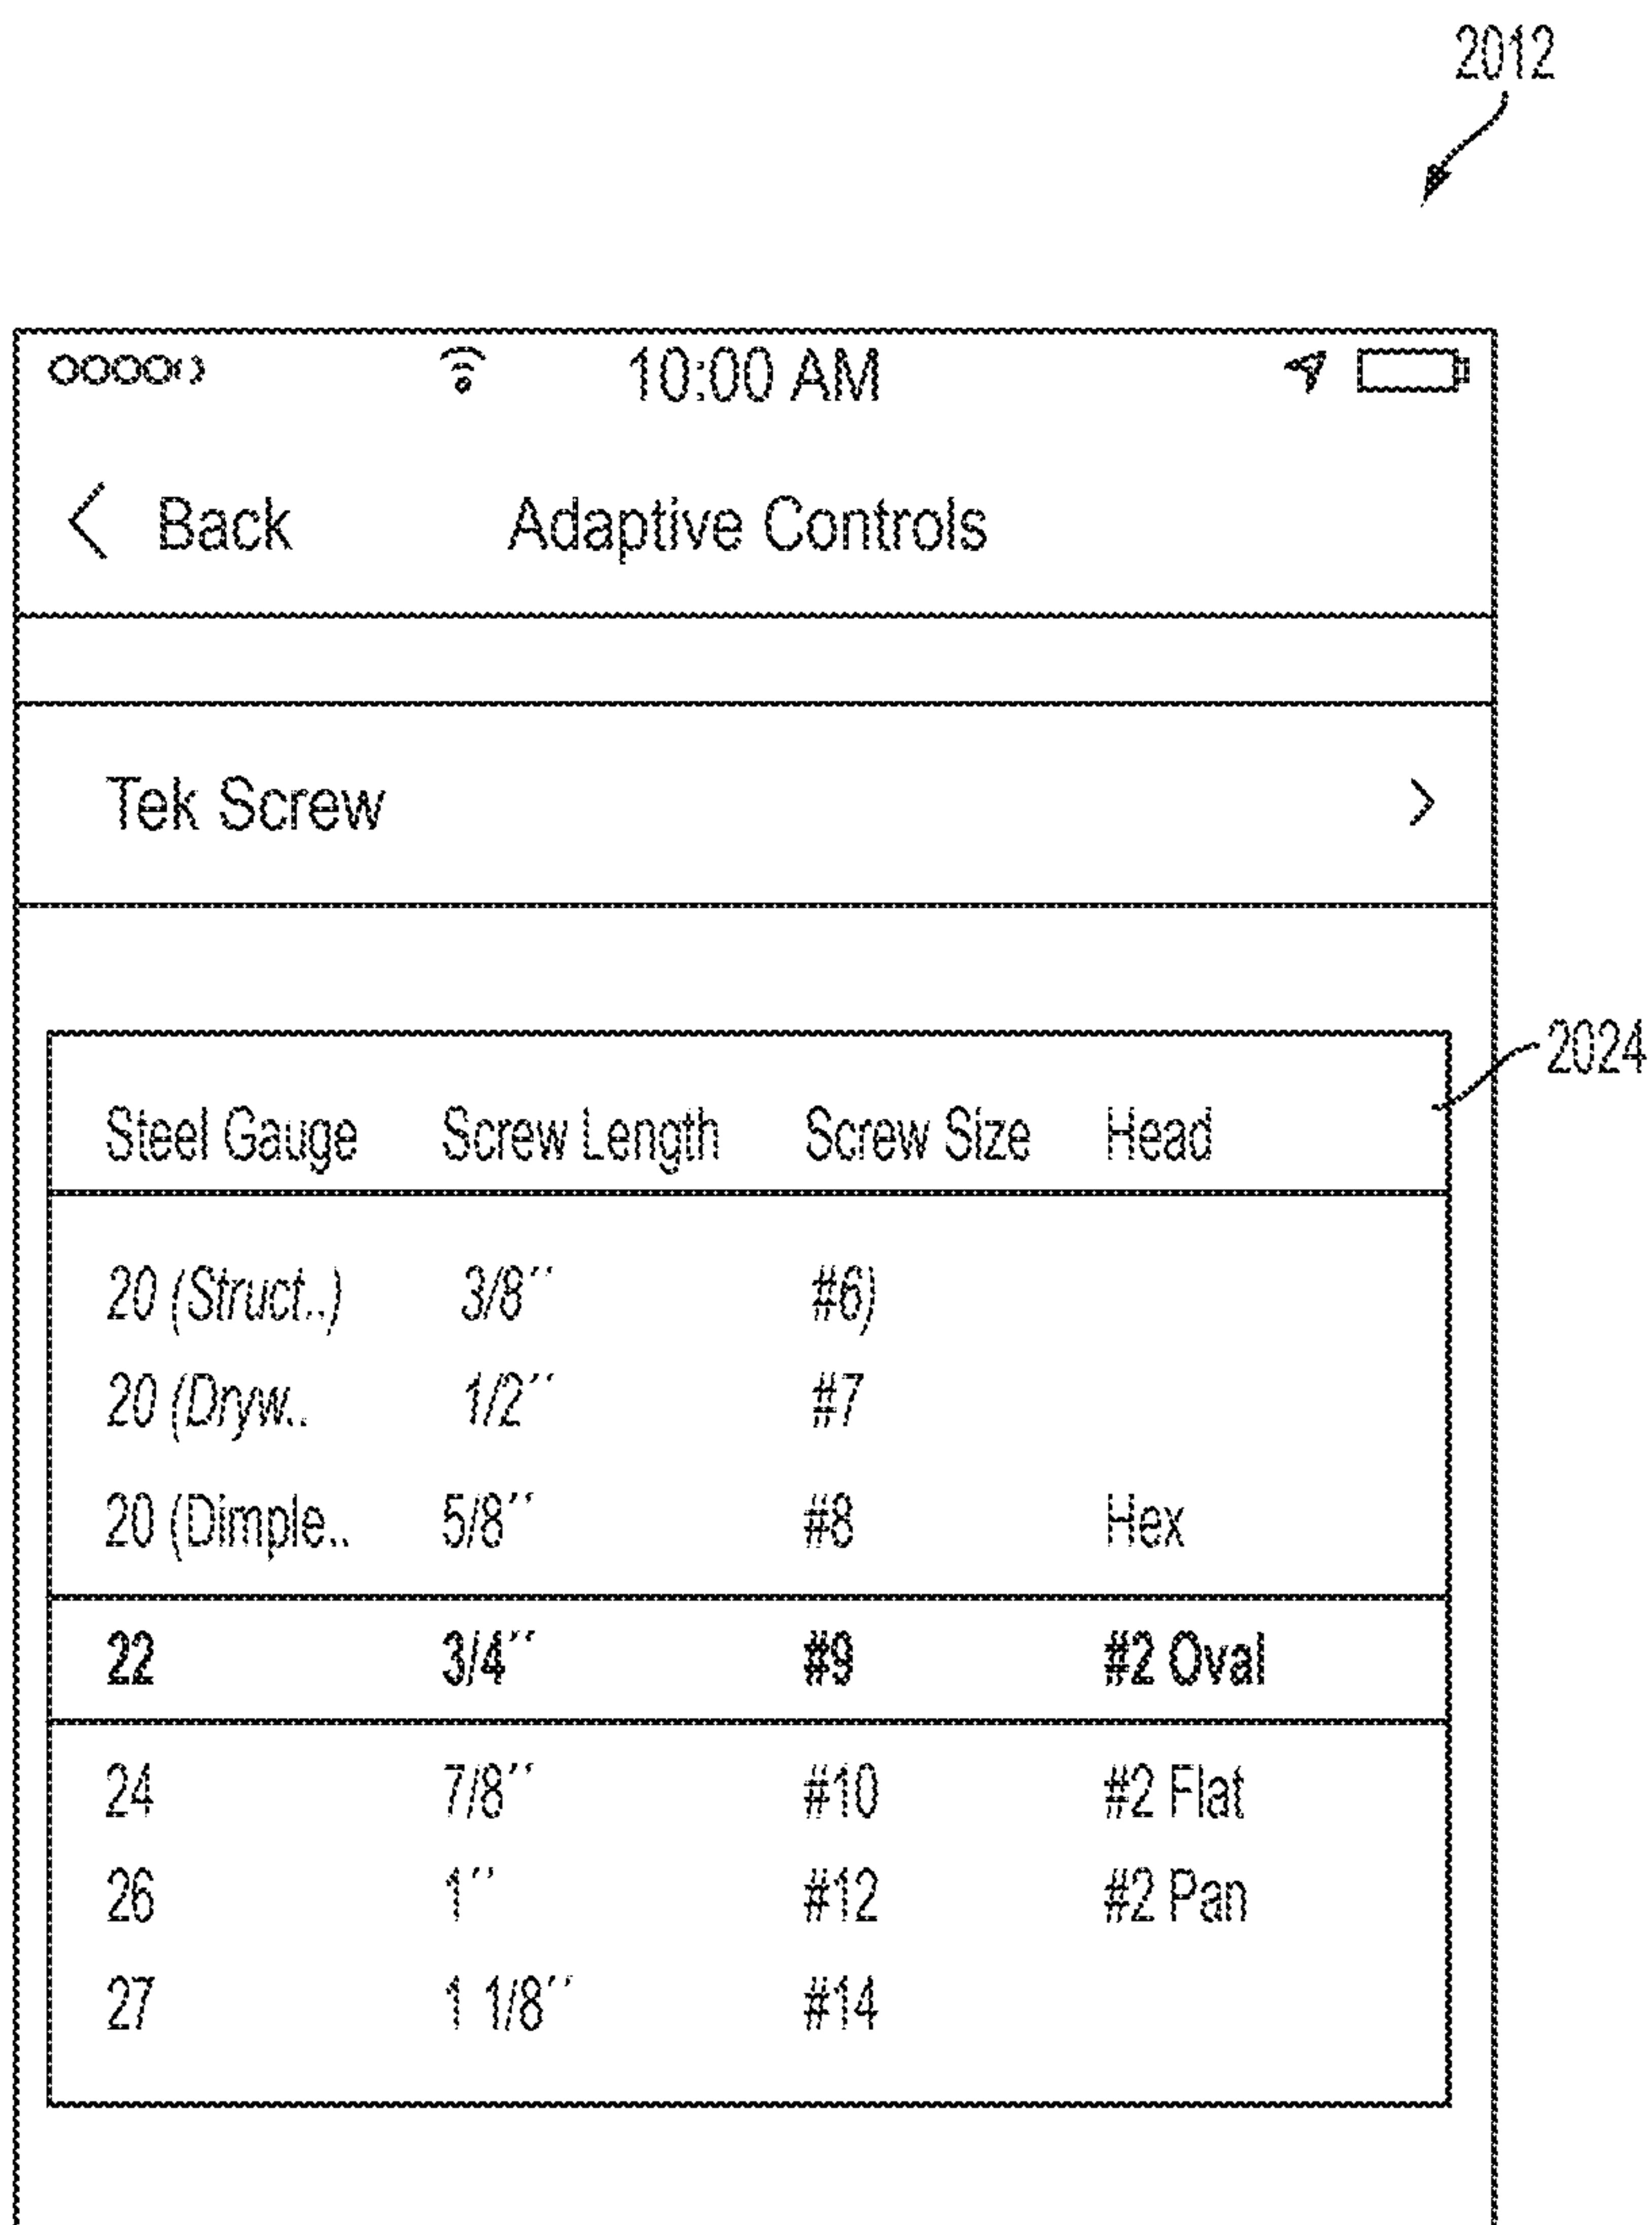 2012
10:00 AM
Back Adaptive Controls
Tek Screw
2024
Steel Gauge Screw Length Screw Size Head
20 (Struct..) 3/8´´ #6)
20 (Dryw.. 1/2´´ #7
20 (Dimple.. 5/8´´ #8 Hex
22 3/4´´ #9 #2 Oval
24 7/8´´ #10 #2 Flat
26 1´´ #12 #2 Pan
27 1 1/8´´ #14